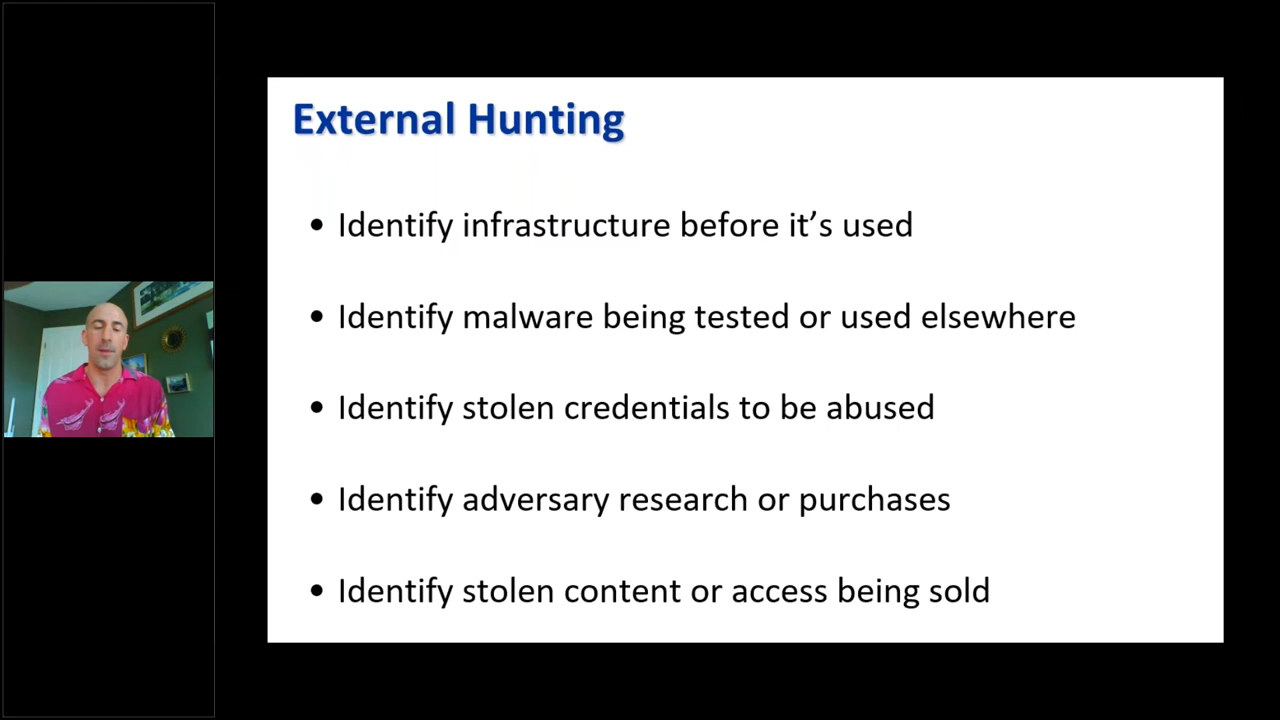 External Hunting
• Identify infrastructure before it’s used
• Identify malware being tested or used elsewhere
• Identify stolen credentials to be abused
• Identify adversary research or purchases
• Identify stolen content or access being sold